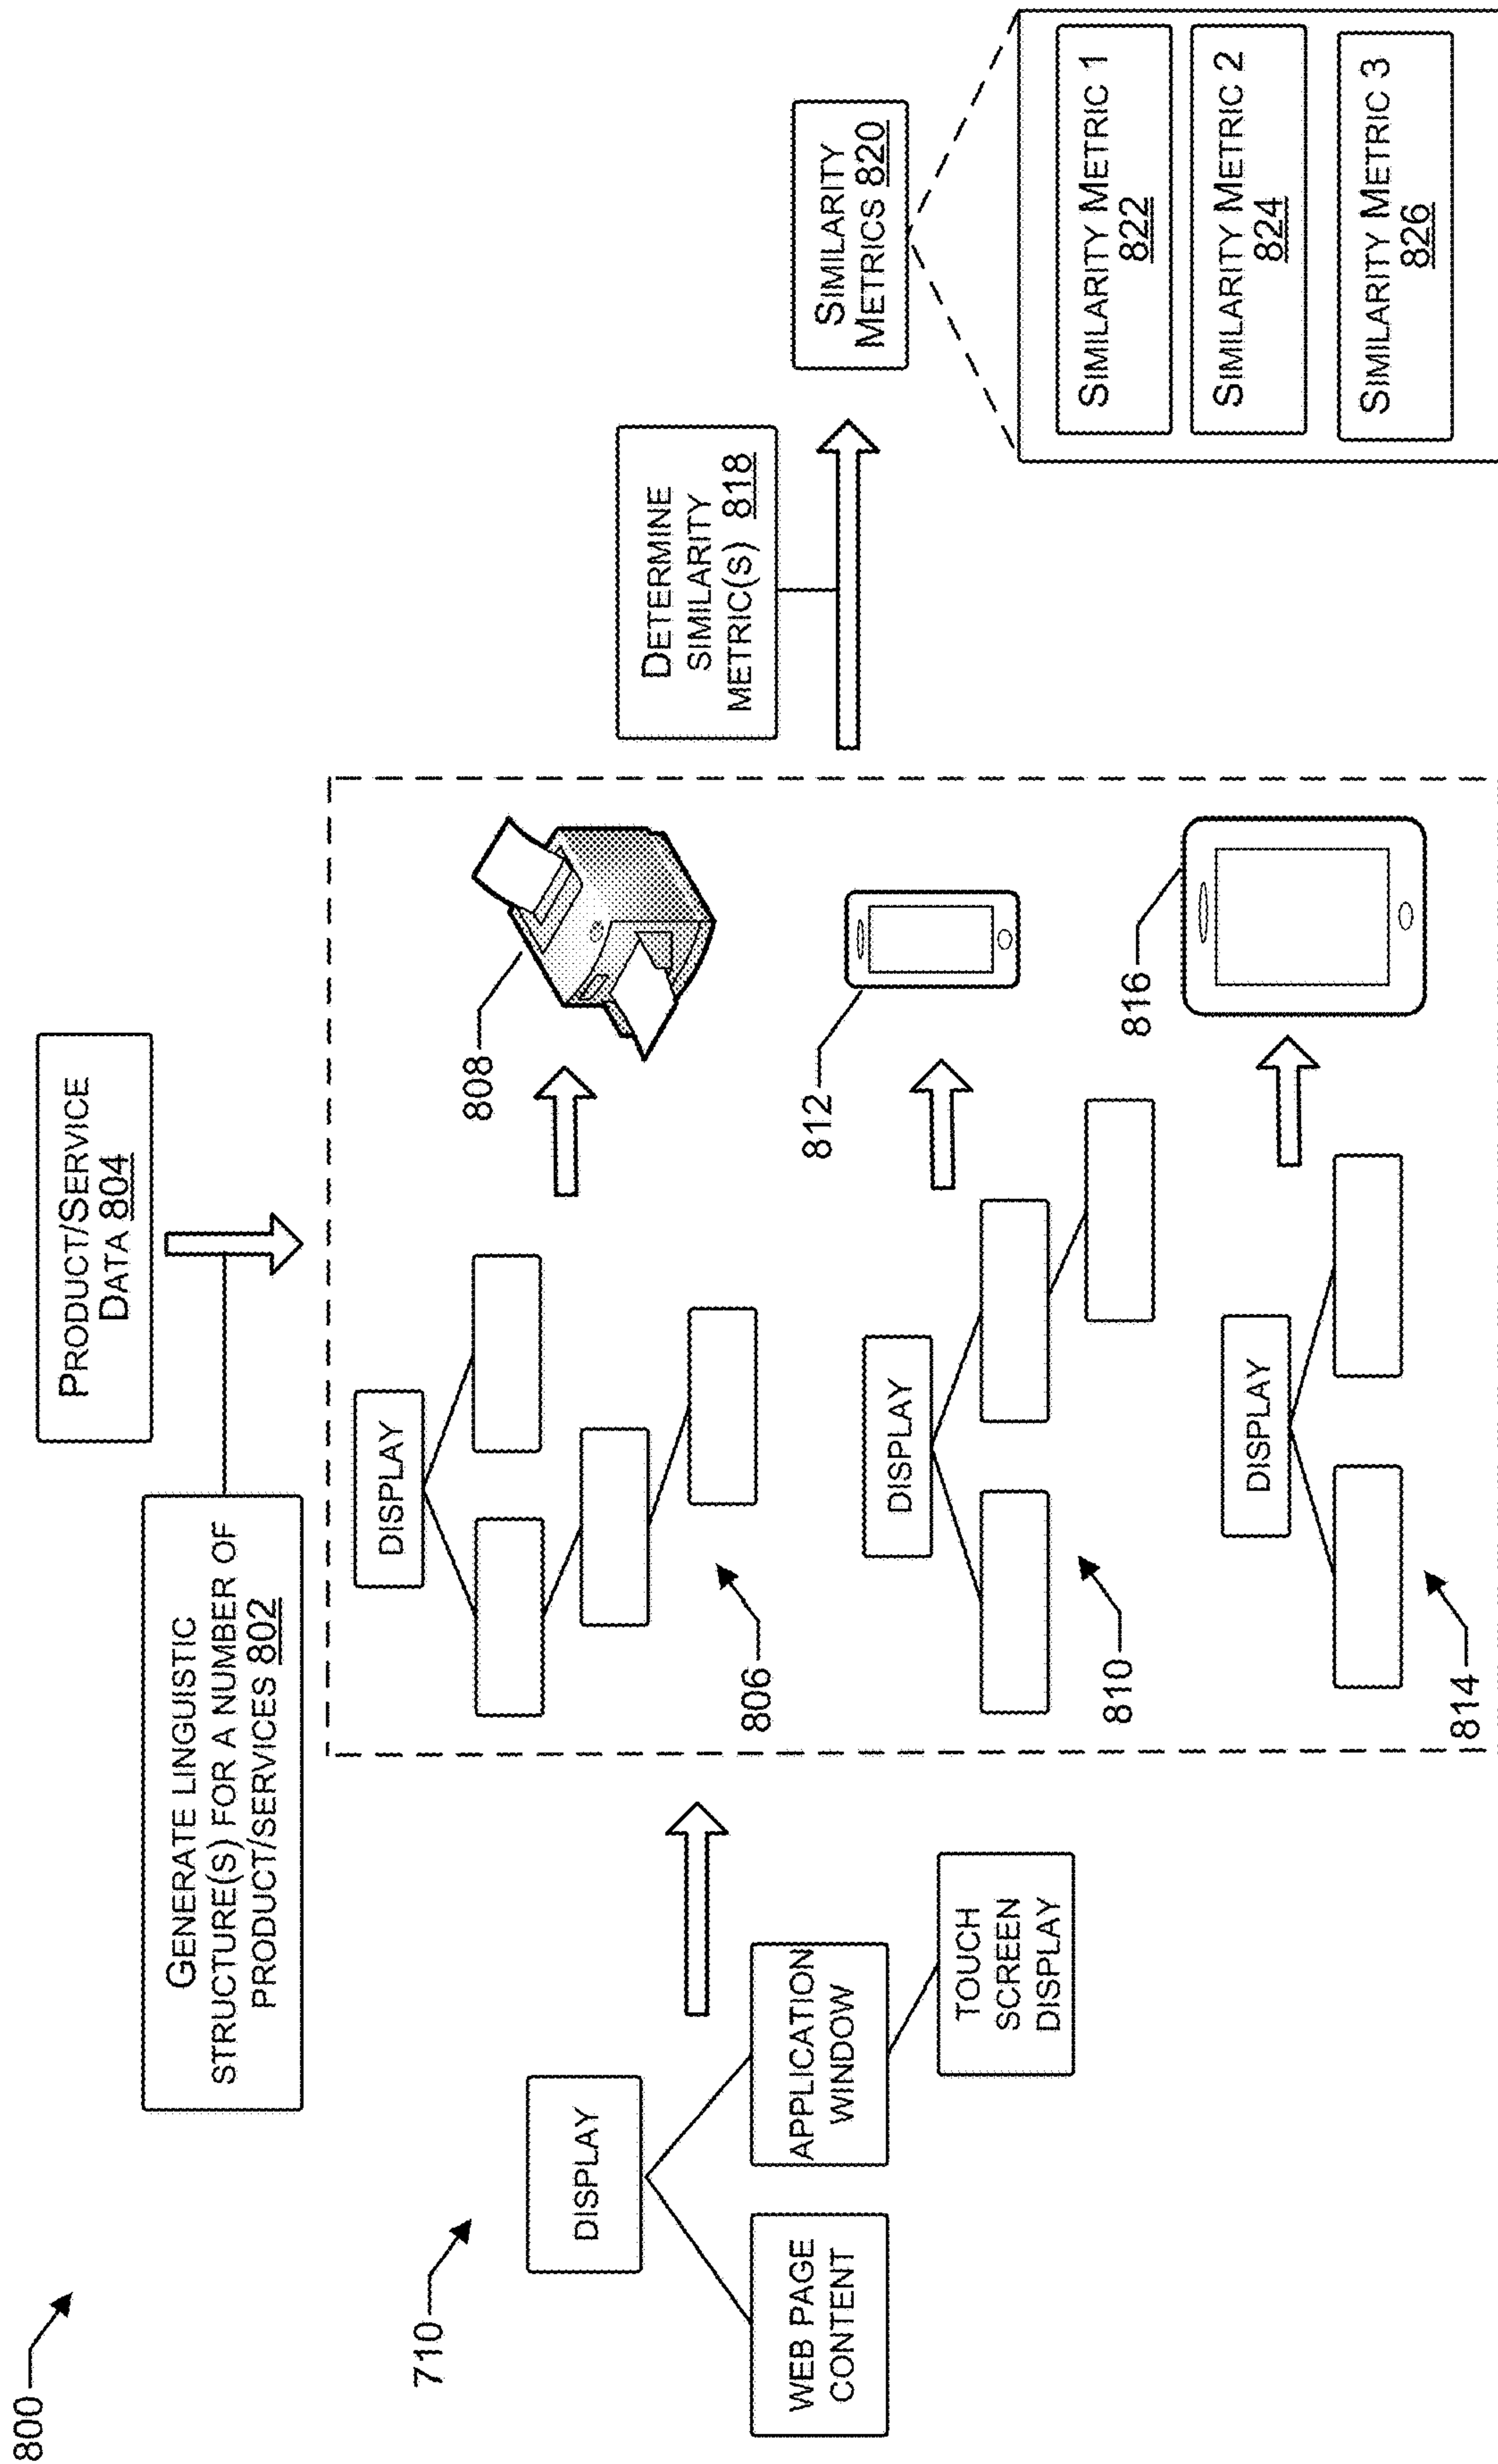 800
PRODUCT/SERVICE
DATA 804
GENERATE LINGUISTIC
STRUCTURE(S) FOR A NUMBER OF
PRODUCT/SERVICES 802
710
DISPLAY
WEB PAGE
CONTENT
APPLICATION
WINDOW
TOUCH
SCREEN
DISPLAY
DISPLAY
806
808
DISPLAY
810
812
DISPLAY
814
816
DETERMINE
SIMILARITY
METRIC(S) 818
SIMILARITY
METRICS 820
SIMILARITY METRIC 1
822
SIMILARITY METRIC 2
824
SIMILARITY METRIC 3
826